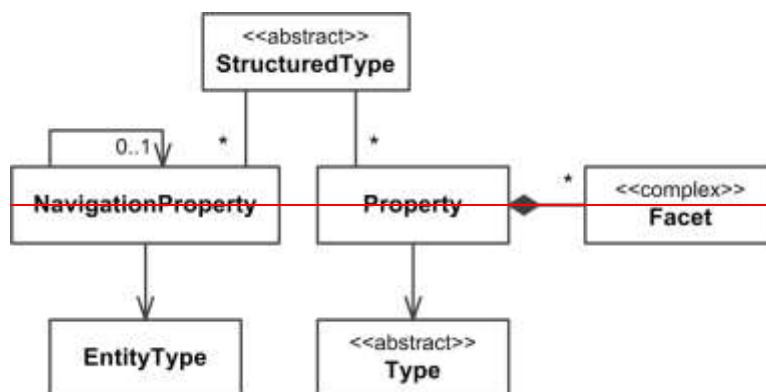 <<abstract>>
StructuredType
0..1
*
*
*
NavigationProperty
Property
<<complex>>
Facet
EntityType
<<abstract>>
Type